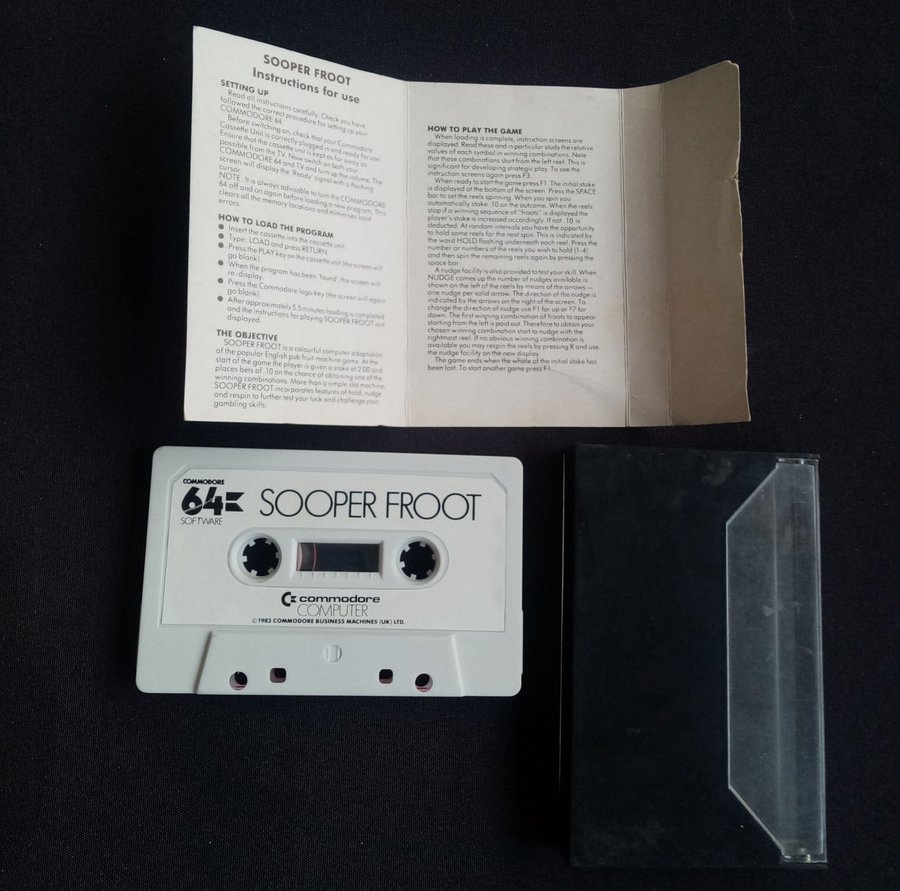 SOOPER FROOT
Instructions for use
SETTING UP
Read all instructions carefully. Check you have
followed the correct procedure for setting up your
COMMODORE 64.
Before switching on, check that your Commodore
Cassette Unit is correctly plugged in and ready for use.
Ensure that the cassette unit is kept as far away as
possible from the TV. Now switch on both your
COMMODORE 64 and TV and turn up the volume. The
screen will display the 'Ready' signal with a flashing
cursor.
NOTE: It is always advisable to turn the COMMODORE
64 off and on again before loading a new program. This
clears all the memory locations and minimises load
errors.
HOW TO LOAD THE PROGRAM
● Insert the cassette into the cassette unit.
● Type: LOAD and press RETURN.
● Press the PLAY key on the cassette unit (the screen will
go blank).
● When the program has been 'found', the screen will
re-display.
● Press the Commodore logo key (the screen will again
go blank).
● After approximately 5.5 minutes loading is completed
and the instructions for playing SOOPER FROOT are
displayed.
THE OBJECTIVE
SOOPER FROOT is a colourful computer adaptation
of the popular English pub fruit-machine game. At the
start of the game the player is given a stake of 2.00 and
places bets of .10 on the chance of obtaining one of the
winning combinations. More than a simple slot machine,
SOOPER FROOT incorporates features of hold, nudge
and respin to further test your luck and challenge your
gambling skills.
HOW TO PLAY THE GAME
When loading is complete, instruction screens are
displayed. Read these and in particular study the relative
values of each symbol in winning combinations. Note
that these combinations start from the left reel. This is
significant for developing strategic play. To see the
instruction screens again press F3.
When ready to start the game press F1. The initial stake
is displayed at the bottom of the screen. Press the SPACE
bar to set the reels spinning. When you spin you
automatically stake .10 on the outcome. When the reels
stop if a winning sequence of "froots" is displayed the
player's stake is increased accordingly. If not .10 is
deducted. At random intervals you have the opportunity
to hold some reels for the next spin. This is indicated by
the word HOLD flashing underneath each reel. Press the
number or numbers of the reels you wish to hold (1-4)
and then spin the remaining reels again by pressing the
space bar.
A nudge facility is also provided to test your skill. When
NUDGE comes up the number of nudges available is
shown on the left of the reels by means of the arrows —
one nudge per solid arrow. The direction of the nudge is
indicated by the arrows on the right of the screen. To
change the direction of nudge use F1 for up or F7 for
down. The first winning combination of froots to appear
starting from the left is paid out. Therefore to obtain your
chosen winning combination start to nudge with the
rightmost reel. If no obvious winning combination is
available you may respin the reels by pressing R and use
the nudge facility on the new display.
The game ends when the whole of the initial stake has
been lost. To start another game press F1.
COMMODORE
64
SOFTWARE
SOOPER FROOT
commodore
COMPUTER
© 1983 COMMODORE BUSINESS MACHINES (UK) LTD.